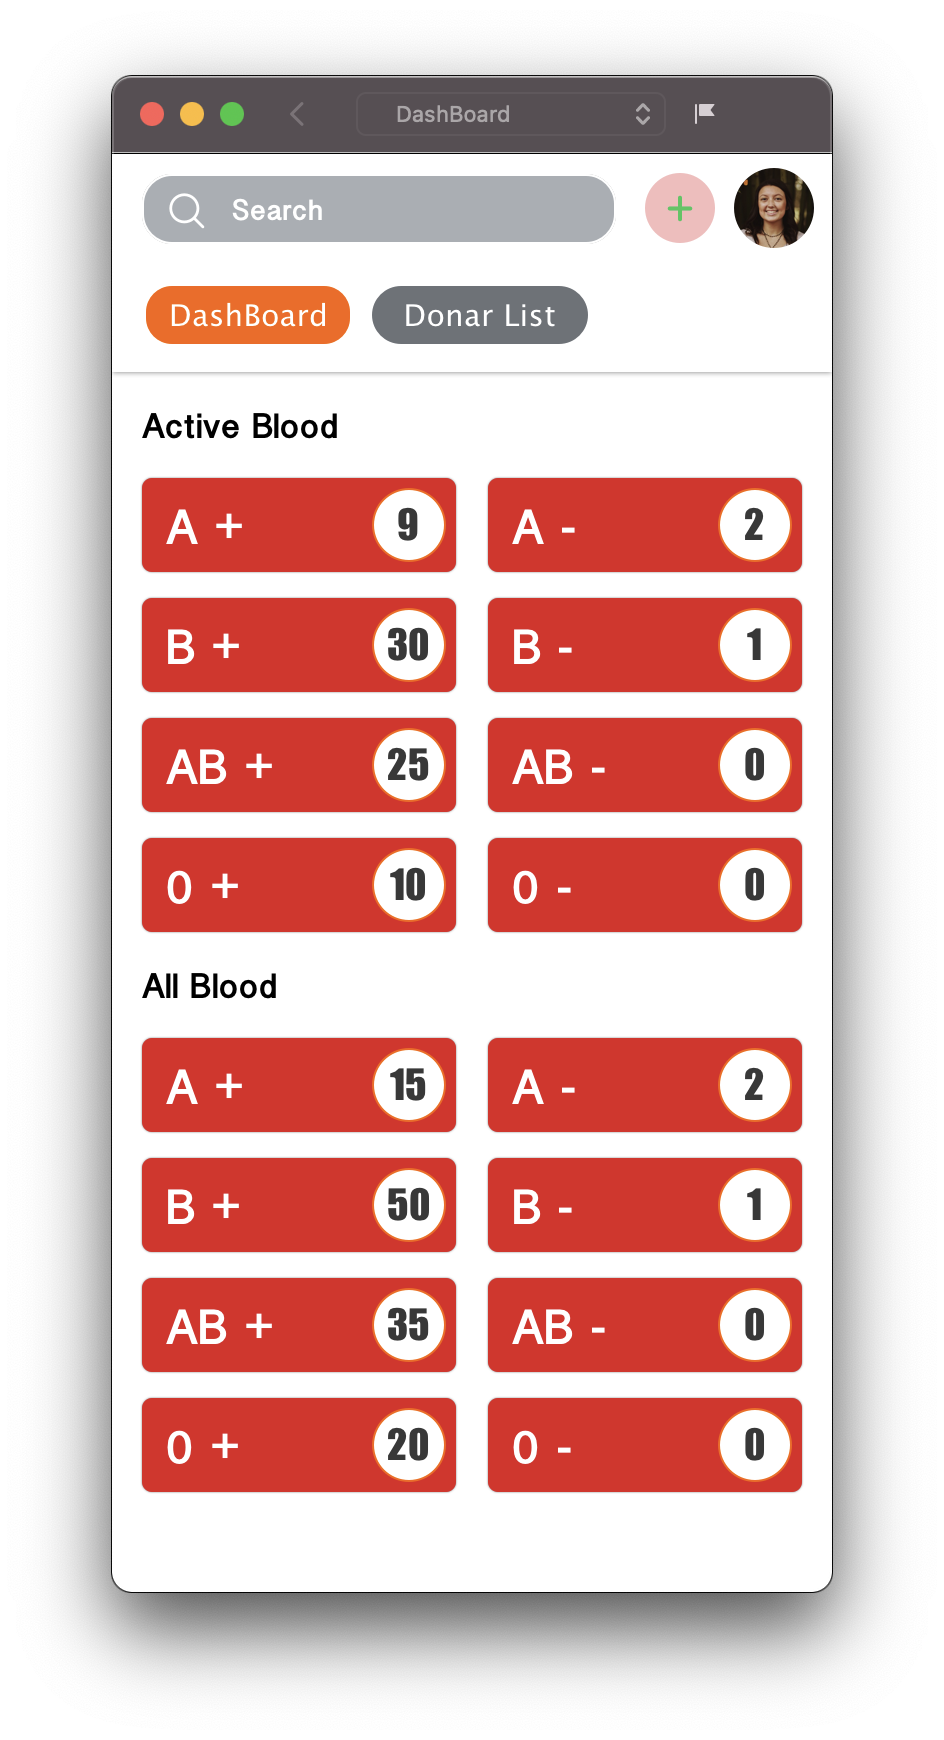 DashBoard
Search
+
DashBoard
Donar List
Active Blood
A + 9
A - 2
B + 30
B - 1
AB + 25
AB - 0
0 + 10
0 - 0
All Blood
A + 15
A - 2
B + 50
B - 1
AB + 35
AB - 0
0 + 20
0 - 0